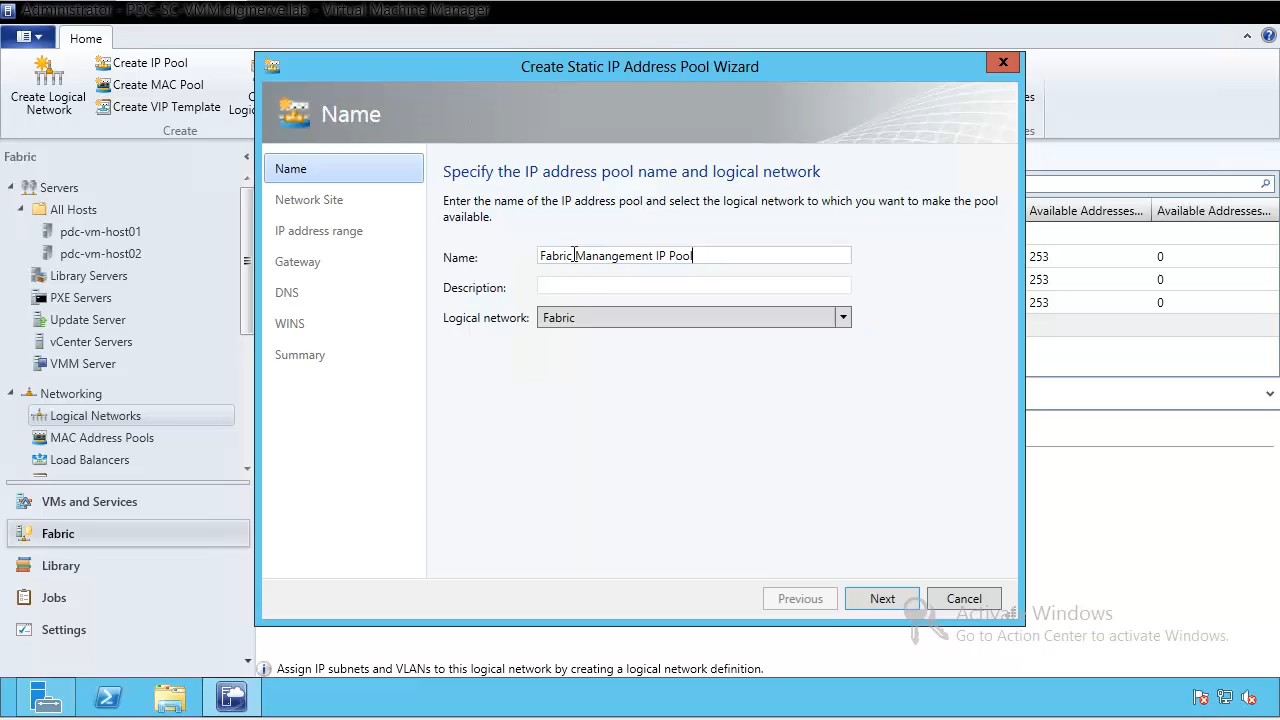 Administrator - PDC-SC-VMM.diginerve.lab - Virtual Machine Manager
Home
Create Logical Network
Create IP Pool
Create MAC Pool
Create VIP Template
Create
Create Static IP Address Pool Wizard
Name
Fabric
Servers
All Hosts
pdc-vm-host01
pdc-vm-host02
Library Servers
PXE Servers
Update Server
vCenter Servers
VMM Server
Networking
Logical Networks
MAC Address Pools
Load Balancers
VMs and Services
Fabric
Library
Jobs
Settings
Name
Network Site
IP address range
Gateway
DNS
WINS
Summary
Specify the IP address pool name and logical network
Enter the name of the IP address pool and select the logical network to which you want to make the pool
available.
Name: Fabric Manangement IP Pool
Description:
Logical network: Fabric
Previous Next Cancel
Available Addresses... Available Addresses...
253 0
253 0
253 0
Activate Windows
Go to Action Center to activate Windows.
Assign IP subnets and VLANs to this logical network by creating a logical network definition.